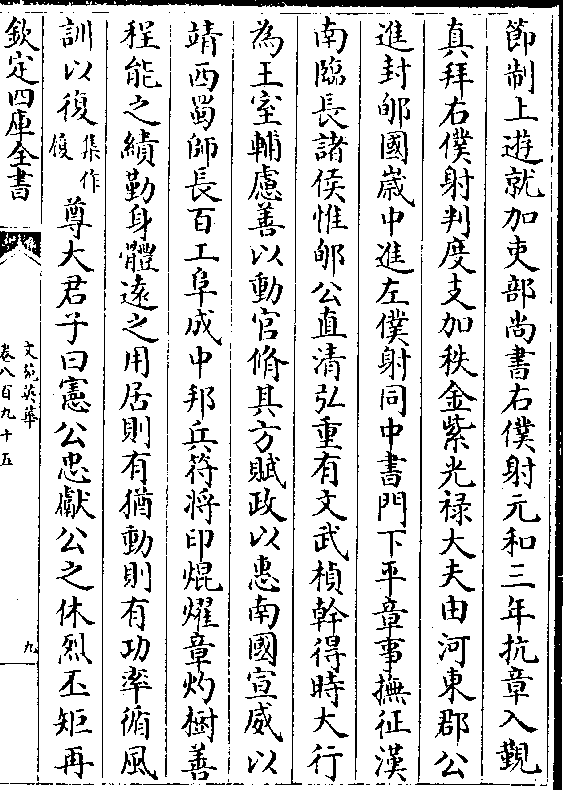 節制上遊就加吏部尚書右僕射元和三年抗章入覲
真拜右僕射判度支加秩金紫光禄大夫由河東郡公
進封邠國嵗中進左僕射同中書門下平章事撫征漢
南臨長諸侯惟邠公直清弘重有文武楨幹得時大行
為王室輔慮善以動官脩其方賦政以惠南國宣威以
靖西蜀師長百工阜成中邦兵符將印焜燿章灼樹善
程能之績勤身體遠之用居則有猶動則有功率循風
訓以復集作復尊大君子曰憲公忠獻公之休烈丕矩再
欽定四庫全書
文苑英華
卷八百九十五
九